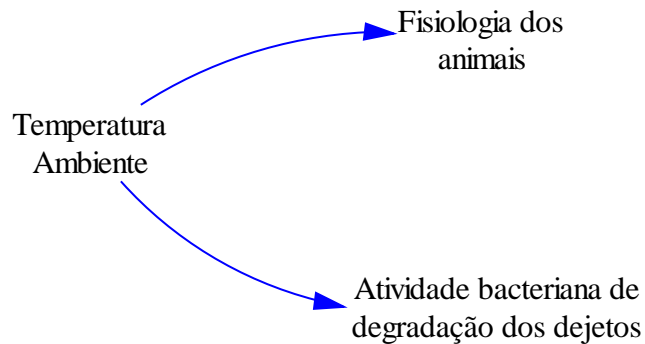 Fisiologia dos
animais
Temperatura
Ambiente
Atividade bacteriana de
degradação dos dejetos